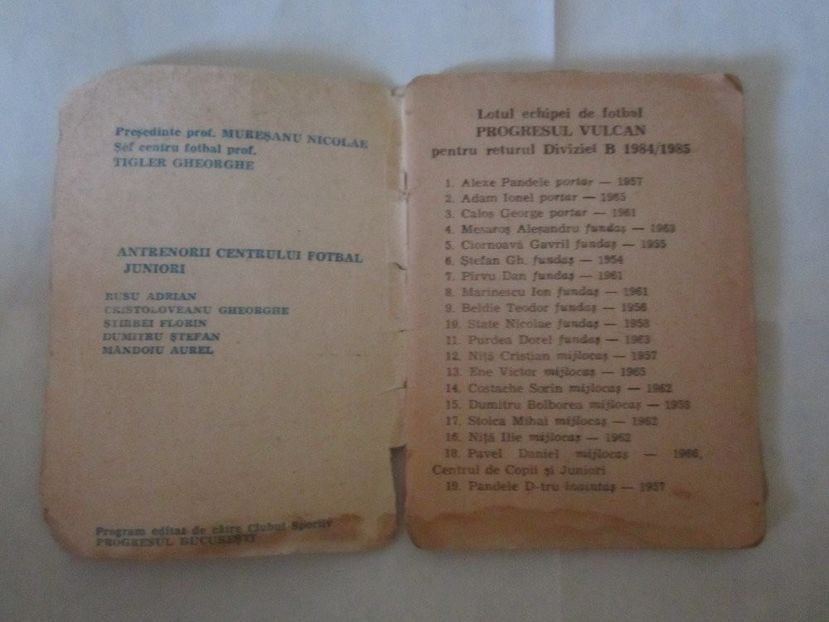 Președinte prof. MUREȘANU NICOLAE
Șef centru fotbal prof.
TIGLER GHEORGHE
ANTRENORII CENTRULUI FOTBAL
JUNIORI
RUSU ADRIAN
CRISTOLOVEANU GHEORGHE
ȘTIRBEI FLORIN
DUMITRU ȘTEFAN
MÂNDOIU AUREL
Program editat de către Clubul Sportiv
PROGRESUL BUCUREȘTI
Lotul echipei de fotbal
PROGRESUL VULCAN
pentru returul Diviziei B 1984/1985
1. Alexe Pandele portar — 1957
2. Adam Ionel portar — 1965
3. Calos George portar — 1961
4. Mesaroș Alexandru fundaș — 1963
5. Ciornoavă Gavril fundaș — 1955
6. Ștefan Gh. fundaș — 1954
7. Pîrvu Dan fundaș — 1961
8. Marinescu Ion fundaș — 1961
9. Beldie Teodor fundaș — 1956
10. State Nicolae fundaș — 1958
11. Purdea Dorel fundaș — 1963
12. Niță Cristian mijlocaș — 1957
13. Ene Victor mijlocaș — 1965
14. Costache Sorin mijlocaș — 1962
15. Dumitru Bolborea mijlocaș —
17. Stoica Mihai mijlocaș — 1962
16. Niță Ilie mijlocaș — 1962
18. Pavel Daniel mijlocaș — 1966,
Centrul de Copii și Juniori
19. Pandele D-tru înaintaș — 1957